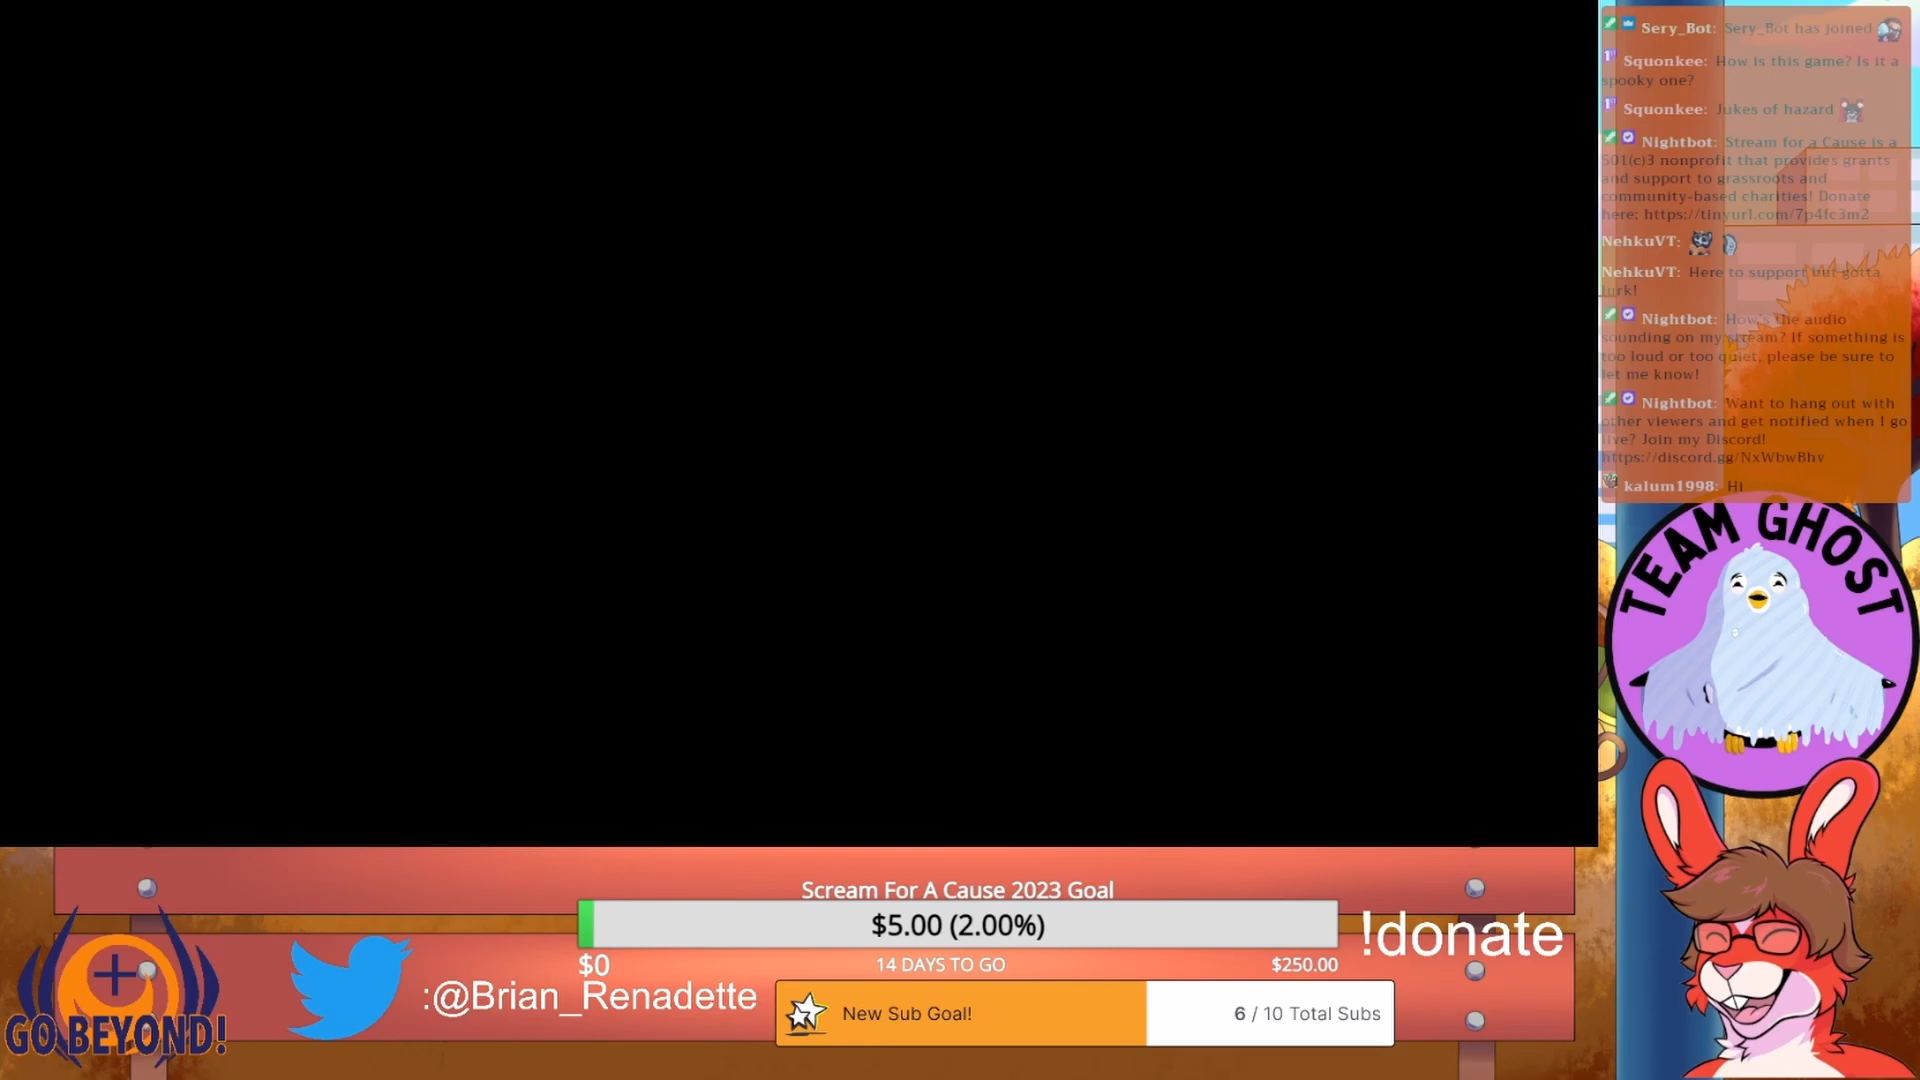 Sery_Bot: Sery_Bot has joined
Squonkee: How is this game? Is it a
spooky one?
Squonkee: Jukes of hazard
Nightbot: Stream for a Cause is a
501(c)3 nonprofit that provides grants
and support to grassroots and
community-based charities! Donate
here: https://tinyurl.com/7p4fc3m2
NehkuVT:
NehkuVT: Here to support but gotta
lurk!
Nightbot: How's the audio
sounding on my stream? If something is
too loud or too quiet, please be sure to
let me know!
Nightbot: Want to hang out with
other viewers and get notified when I go
live? Join my Discord!
https://discord.gg/NxWbwBhv
kalum1998: Hi
TEAM GHOST
Scream For A Cause 2023 Goal
$5.00 (2.00%)
$0
14 DAYS TO GO
$250.00
!donate
GO BEYOND!
:@Brian_Renadette
New Sub Goal!
6 / 10 Total Subs